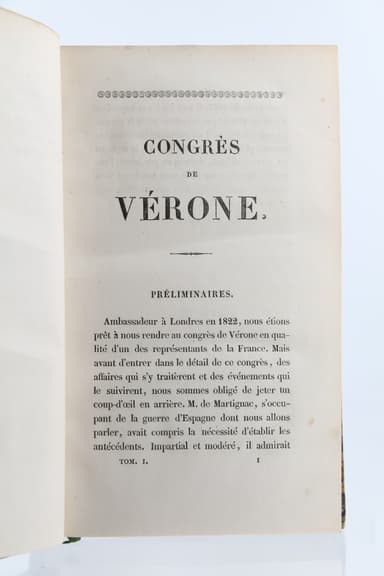 CONGRÈS
DE
VÉRONE.
PRÉLIMINAIRES.
Ambassadeur à Londres en 1822, nous étions
prêt à nous rendre au congrès de Vérone en qua-
lité d'un des représentants de la France. Mais
avant d'entrer dans le détail de ce congrès, des
affaires qui s'y traitèrent et des événements qui
le suivirent, nous sommes obligé de jeter un
coup-d'œil en arrière. M. de Martignac, s'occu-
pant de la guerre d'Espagne dont nous allons
parler, avait compris la nécessité d'établir les
antécédents. Impartial et modéré, il admirait
TOM. I. 1